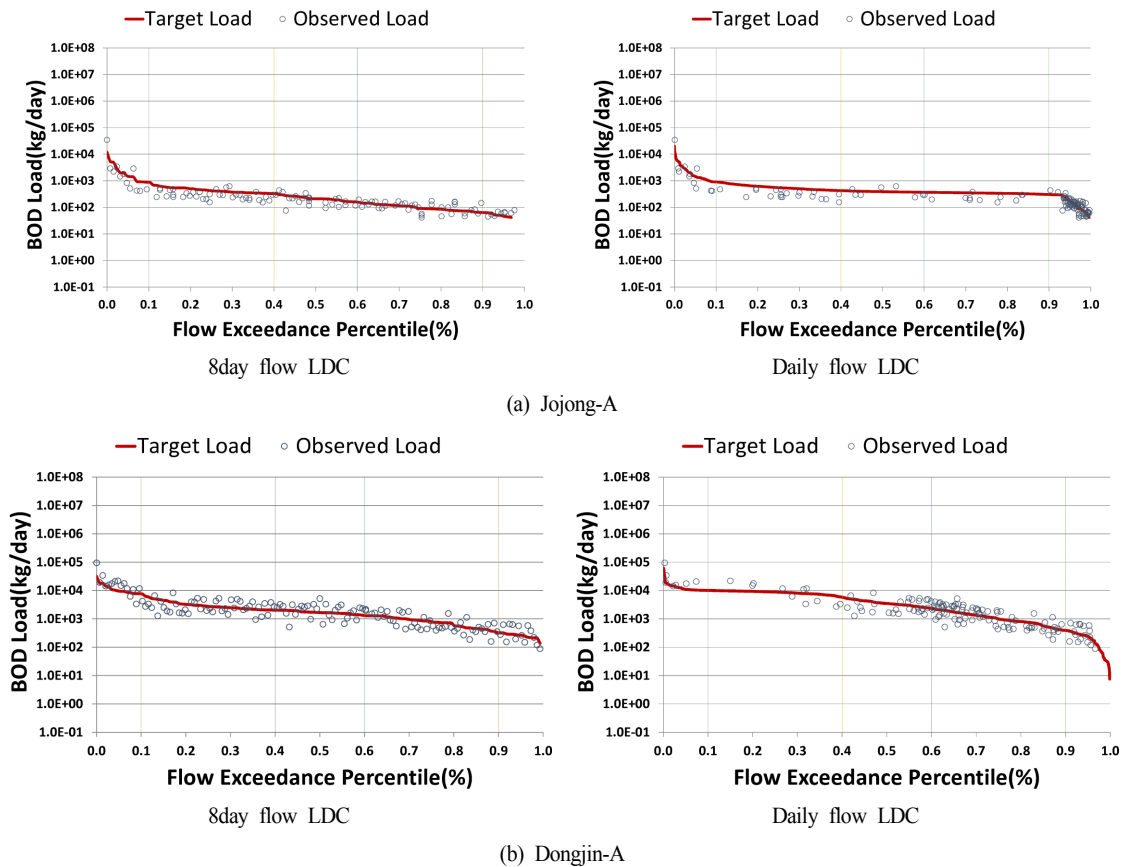 Target Load Observed Load
Target Load Observed Load
BOD Load(kg/day)
1.0E+08
1.0E+07
1.0E+06
1.0E+05
1.0E+04
1.0E+03
1.0E+02
1.0E+01
1.0E+00
1.0E-01
0.0 0.1 0.2 0.3 0.4 0.5 0.6 0.7 0.8 0.9 1.0
Flow Exceedance Percentile(%)
8day flow LDC
BOD Load(kg/day)
1.0E+08
1.0E+07
1.0E+06
1.0E+05
1.0E+04
1.0E+03
1.0E+02
1.0E+01
1.0E+00
1.0E-01
0.0 0.1 0.2 0.3 0.4 0.5 0.6 0.7 0.8 0.9 1.0
Flow Exceedance Percentile(%)
Daily flow LDC
(a) Jojong-A
Target Load Observed Load
Target Load Observed Load
BOD Load(kg/day)
1.0E+08
1.0E+07
1.0E+06
1.0E+05
1.0E+04
1.0E+03
1.0E+02
1.0E+01
1.0E+00
1.0E-01
0.0 0.1 0.2 0.3 0.4 0.5 0.6 0.7 0.8 0.9 1.0
Flow Exceedance Percentile(%)
8day flow LDC
BOD Load(kg/day)
1.0E+08
1.0E+07
1.0E+06
1.0E+05
1.0E+04
1.0E+03
1.0E+02
1.0E+01
1.0E+00
1.0E-01
0.0 0.1 0.2 0.3 0.4 0.5 0.6 0.7 0.8 0.9 1.0
Flow Exceedance Percentile(%)
Daily flow LDC
(b) Dongjin-A